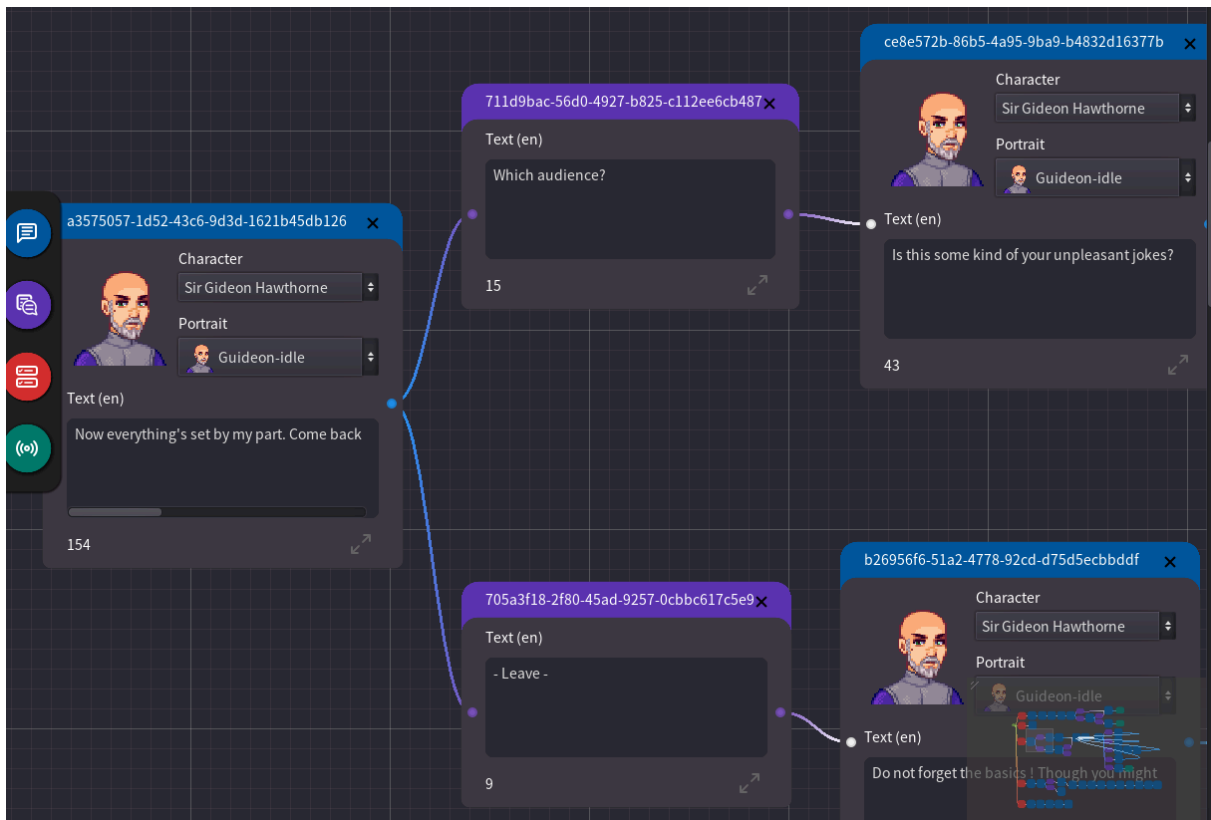 a3575057-1d52-43c6-9d3d-1621b45db126
Character
Sir Gideon Hawthorne
Portrait
Guideon-idle
Text (en)
Now everything's set by my part. Come back
154
711d9bac-56d0-4927-b825-c112ee6cb487
Text (en)
Which audience?
15
ce8e572b-86b5-4a95-9ba9-b4832d16377b
Character
Sir Gideon Hawthorne
Portrait
Guideon-idle
Text (en)
Is this some kind of your unpleasant jokes?
43
705a3f18-2f80-45ad-9257-0cbbc617c5e9
Text (en)
- Leave -
9
b26956f6-51a2-4778-92cd-d75d5ecbbddf
Character
Sir Gideon Hawthorne
Portrait
Guideon-idle
Text (en)
Do not forget the basics ! Though you might